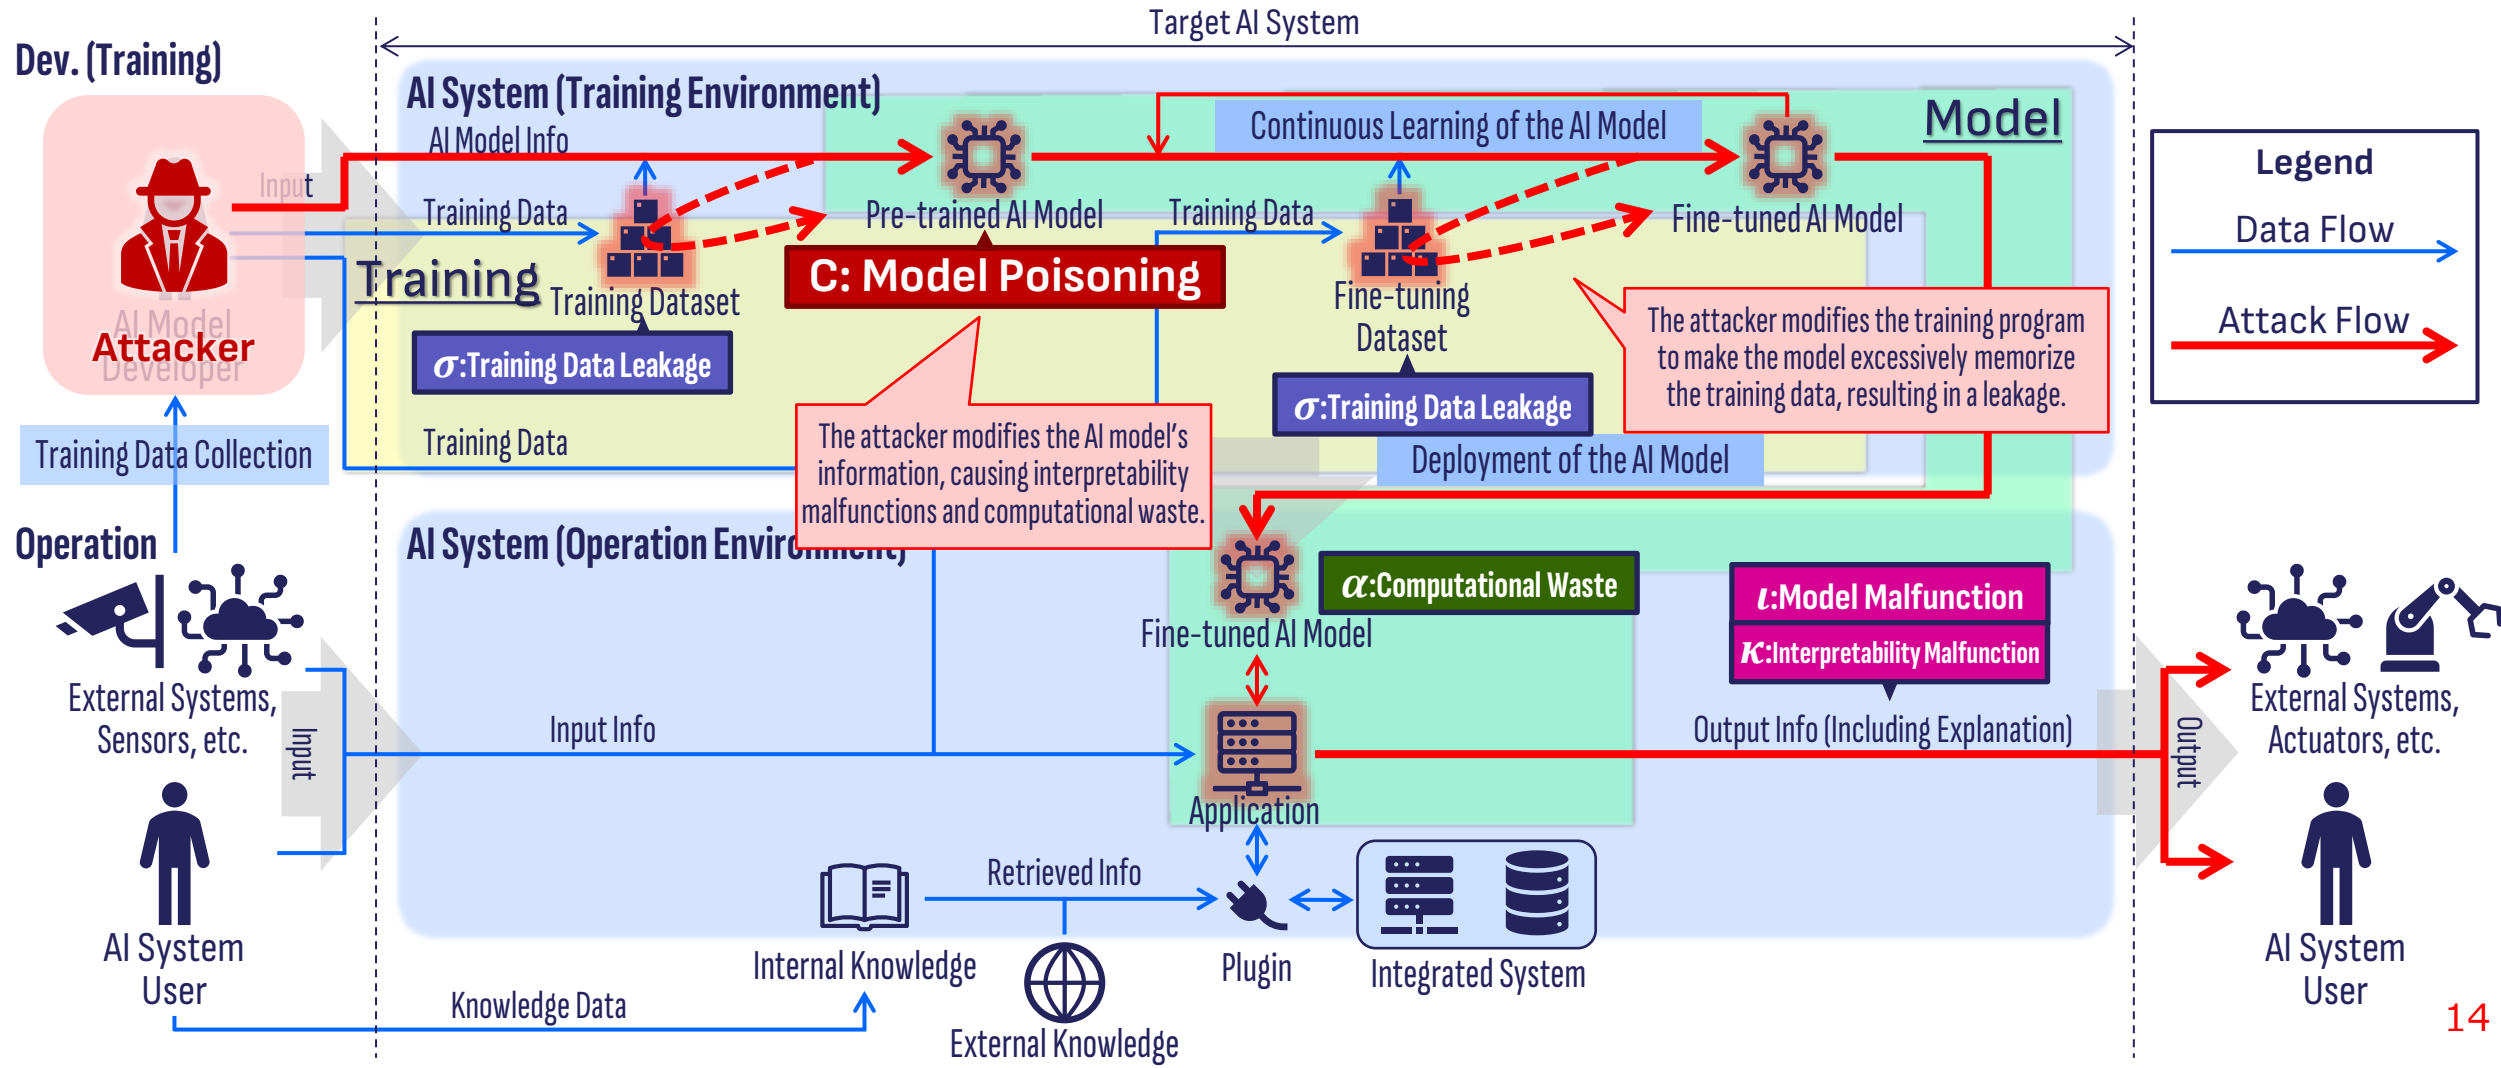 Target AI System
Dev. (Training)
AI System (Training Environment)
Model
AI Model Info
Continuous Learning of the AI Model
Input
Training Data
Pre-trained AI Model
Training Data
Fine-tuned AI Model
AI Model
Developer
Attacker
Training
Training Dataset
C: Model Poisoning
Fine-tuning
Dataset
σ:Training Data Leakage
σ:Training Data Leakage
The attacker modifies the training program
to make the model excessively memorize
the training data, resulting in a leakage.
The attacker modifies the AI model’s
information, causing interpretability
malfunctions and computational waste.
Training Data Collection
Training Data
Deployment of the AI Model
Legend
Data Flow
Attack Flow
Operation
AI System (Operation Environment)
α:Computational Waste
ι:Model Malfunction
κ:Interpretability Malfunction
Fine-tuned AI Model
External Systems,
Sensors, etc.
Input
Input Info
Output Info (Including Explanation)
Output
External Systems,
Actuators, etc.
Application
Retrieved Info
AI System
User
Internal Knowledge
Plugin
Integrated System
AI System
User
Knowledge Data
External Knowledge
14